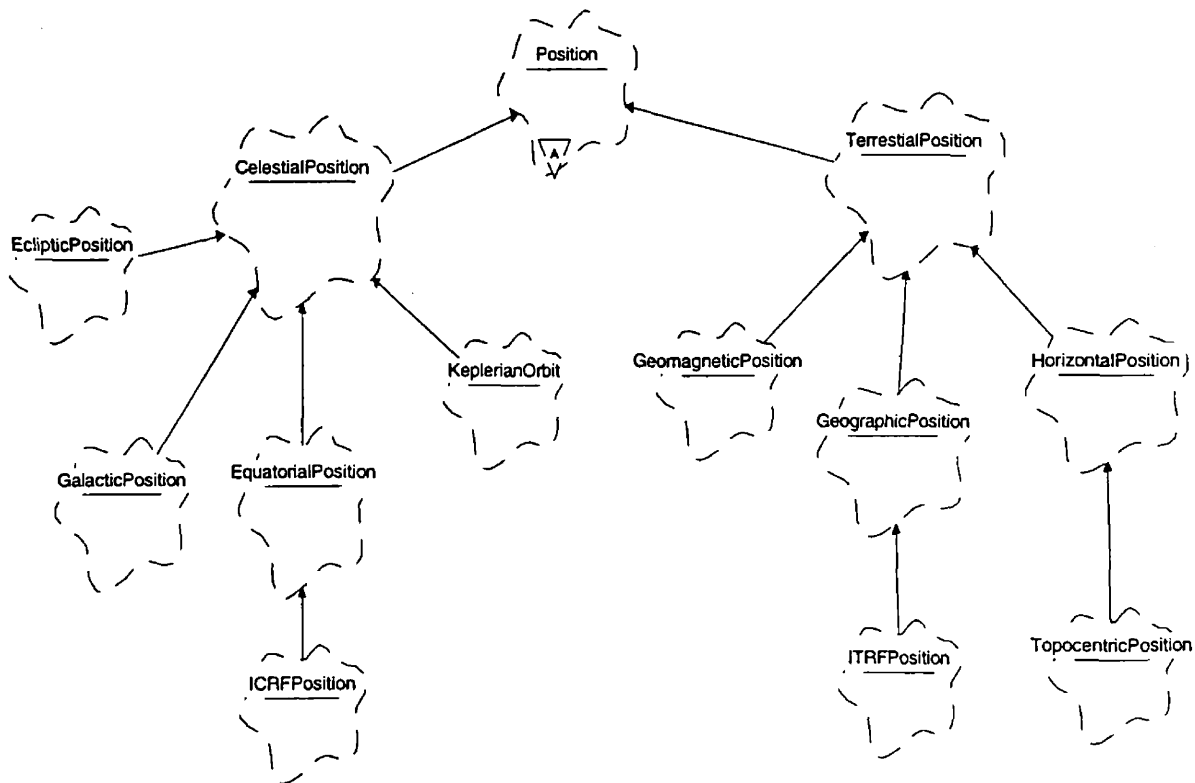 Position
TerrestialPosition
CelestialPosition
EclipticPosition
GeomagneticPosition
HorizontalPosition
KeplerianOrbit
GeographicPosition
EquatorialPosition
GalacticPosition
TopocentricPosition
ITRFPosition
ICRFPosition
A